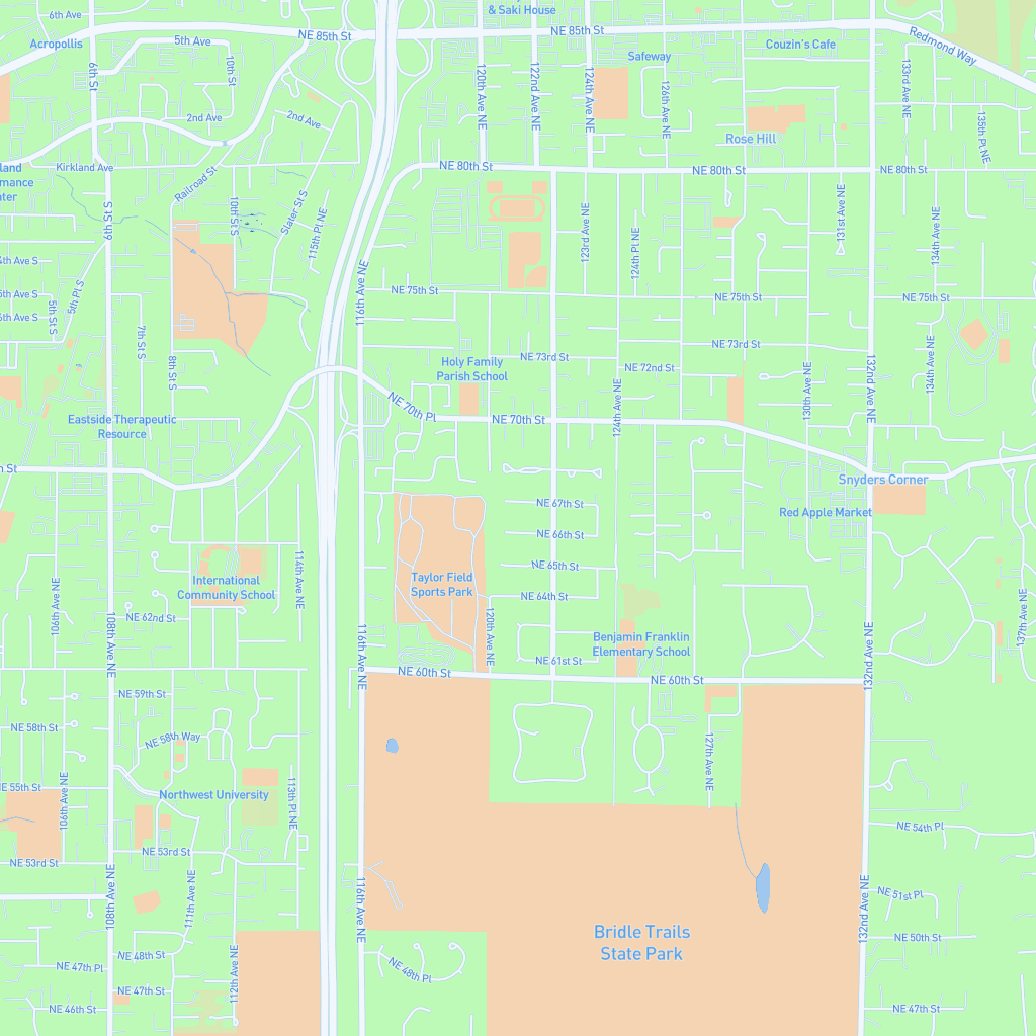 6th Ave
& Saki House
Acropollis
5th Ave
NE 85th St
NE 85th St
Couzin's Cafe
Redmond Way
Safeway
6th St
10th St
120th Ave NE
122nd Ave NE
124th Ave NE
126th Ave NE
133rd Ave NE
135th Pl NE
2nd Ave
2nd Ave
Rose Hill
land
mance
ter
Kirkland Ave
Railroad St
NE 80th St
NE 80th St
NE 80th St
6th St S
10th St S
Slater St S
115th Pl NE
123rd Ave NE
124th Pl NE
131st Ave NE
134th Ave NE
4th Ave S
5th Ave S
6th Ave S
5th St S
5th Pl S
116th Ave NE
NE 75th St
NE 75th St
NE 75th St
7th St S
8th St S
NE 73rd St
NE 73rd St
NE 72nd St
Holy Family
Parish School
130th Ave NE
132nd Ave NE
134th Ave NE
124th Ave NE
NE 70th Pl
NE 70th St
Eastside Therapeutic
Resource
h St
Snyders Corner
NE 67th St
Red Apple Market
NE 66th St
NE 65th St
NE 64th St
Taylor Field
Sports Park
International
Community School
114th Ave NE
106th Ave NE
108th Ave NE
NE 62nd St
116th Ave NE
120th Ave NE
NE 61st St
Benjamin Franklin
Elementary School
132nd Ave NE
137th Ave NE
NE 60th St
NE 60th St
NE 59th St
NE 58th St
NE 58th Way
127th Ave NE
NE 55th St
106th Ave NE
Northwest University
113th Pl NE
NE 54th Pl
NE 53rd St
NE 53rd St
108th Ave NE
111th Ave NE
116th Ave NE
NE 51st Pl
132nd Ave NE
Bridle Trails
State Park
NE 50th St
NE 48th St
NE 48th Pl
NE 47th Pl
112th Ave NE
NE 47th St
NE 46th St
NE 47th St